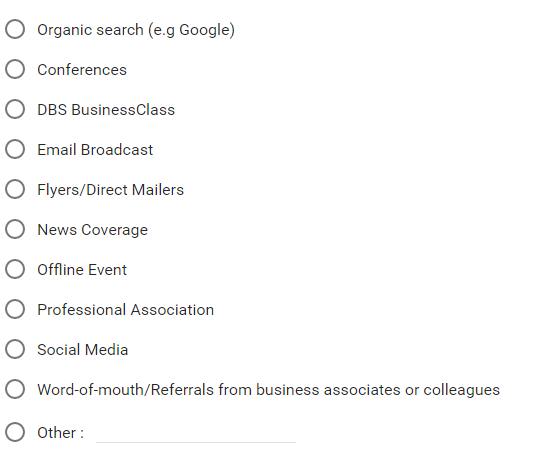 Organic search (e.g Google)
Conferences
DBS BusinessClass
Email Broadcast
Flyers/Direct Mailers
News Coverage
Offline Event
Professional Association
Social Media
Word-of-mouth/Referrals from business associates or colleagues
Other :